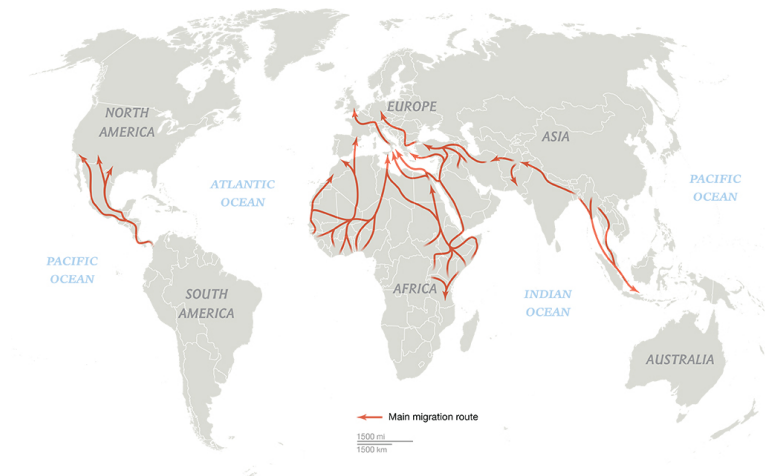 NORTH
AMERICA
EUROPE
ASIA
ATLANTIC
OCEAN
PACIFIC
OCEAN
PACIFIC
OCEAN
SOUTH
AMERICA
AFRICA
INDIAN
OCEAN
AUSTRALIA
Main migration route
1500 mi
1500 km